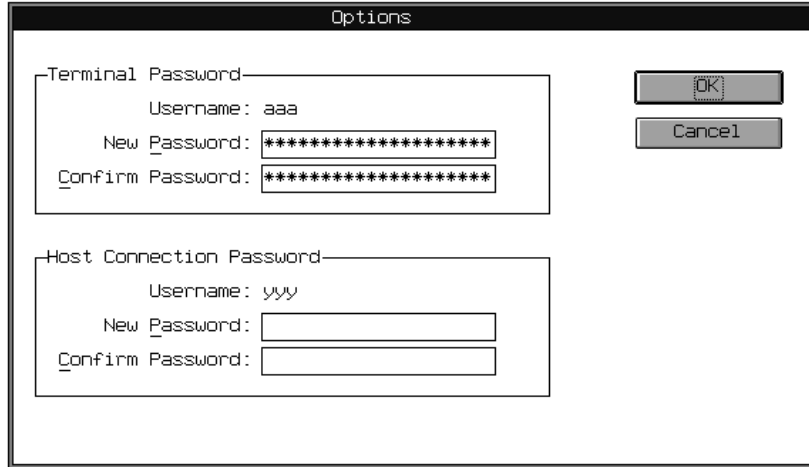 Options
Terminal Password
Username: aaa
New Password: ********************
Confirm Password: ********************
OK
Cancel
Host Connection Password
Username: yyy
New Password:
Confirm Password: